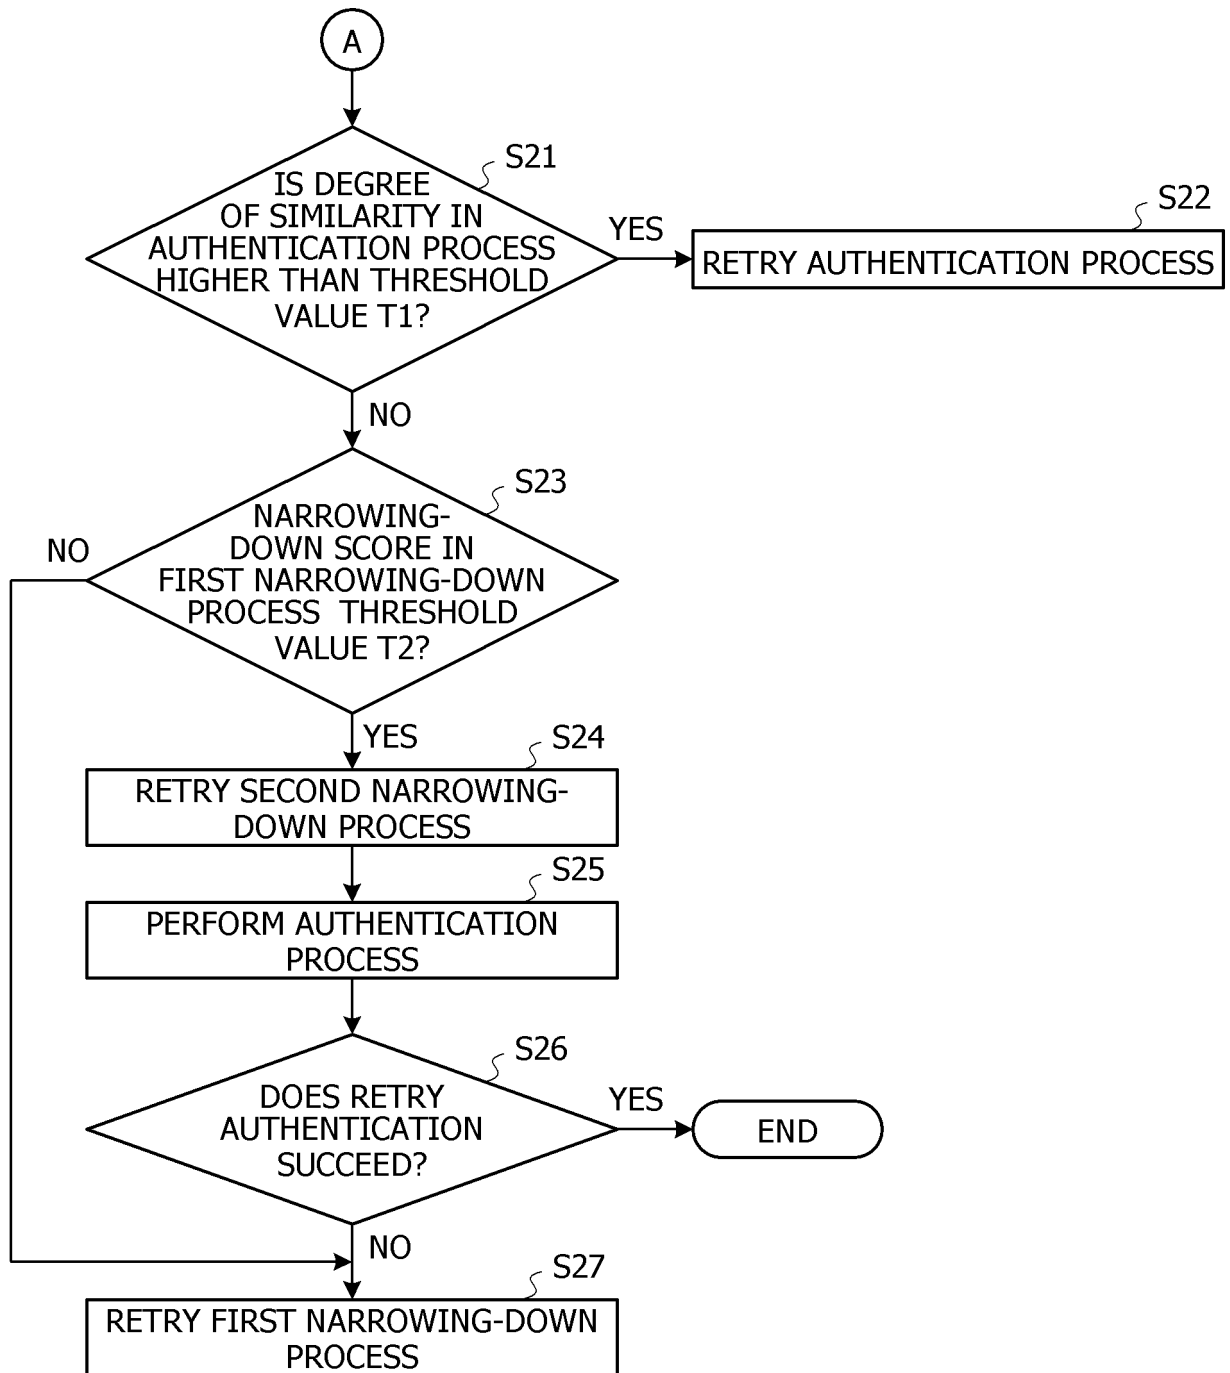 A
S21
IS DEGREE
OF SIMILARITY IN
AUTHENTICATION PROCESS
HIGHER THAN THRESHOLD
VALUE T1?
YES
S22
RETRY AUTHENTICATION PROCESS
NO
S23
NARROWING-
DOWN SCORE IN
FIRST NARROWING-DOWN
PROCESS THRESHOLD
VALUE T2?
NO
YES
S24
RETRY SECOND NARROWING-
DOWN PROCESS
S25
PERFORM AUTHENTICATION
PROCESS
S26
DOES RETRY
AUTHENTICATION
SUCCEED?
YES
END
NO
S27
RETRY FIRST NARROWING-DOWN
PROCESS